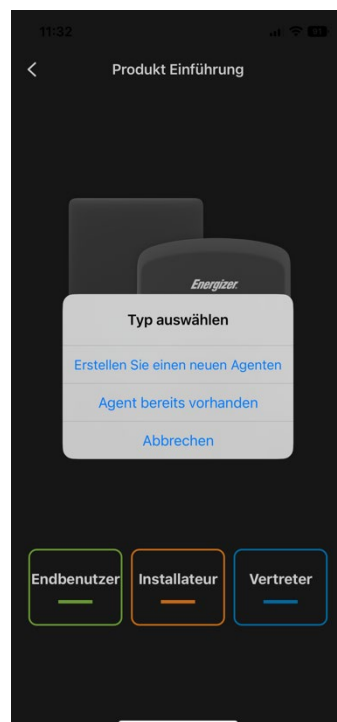 11:32
Produkt Einführung
Energizer.
Typ auswählen
Erstellen Sie einen neuen Agenten
Agent bereits vorhanden
Abbrechen
Endbenutzer
Installateur
Vertreter